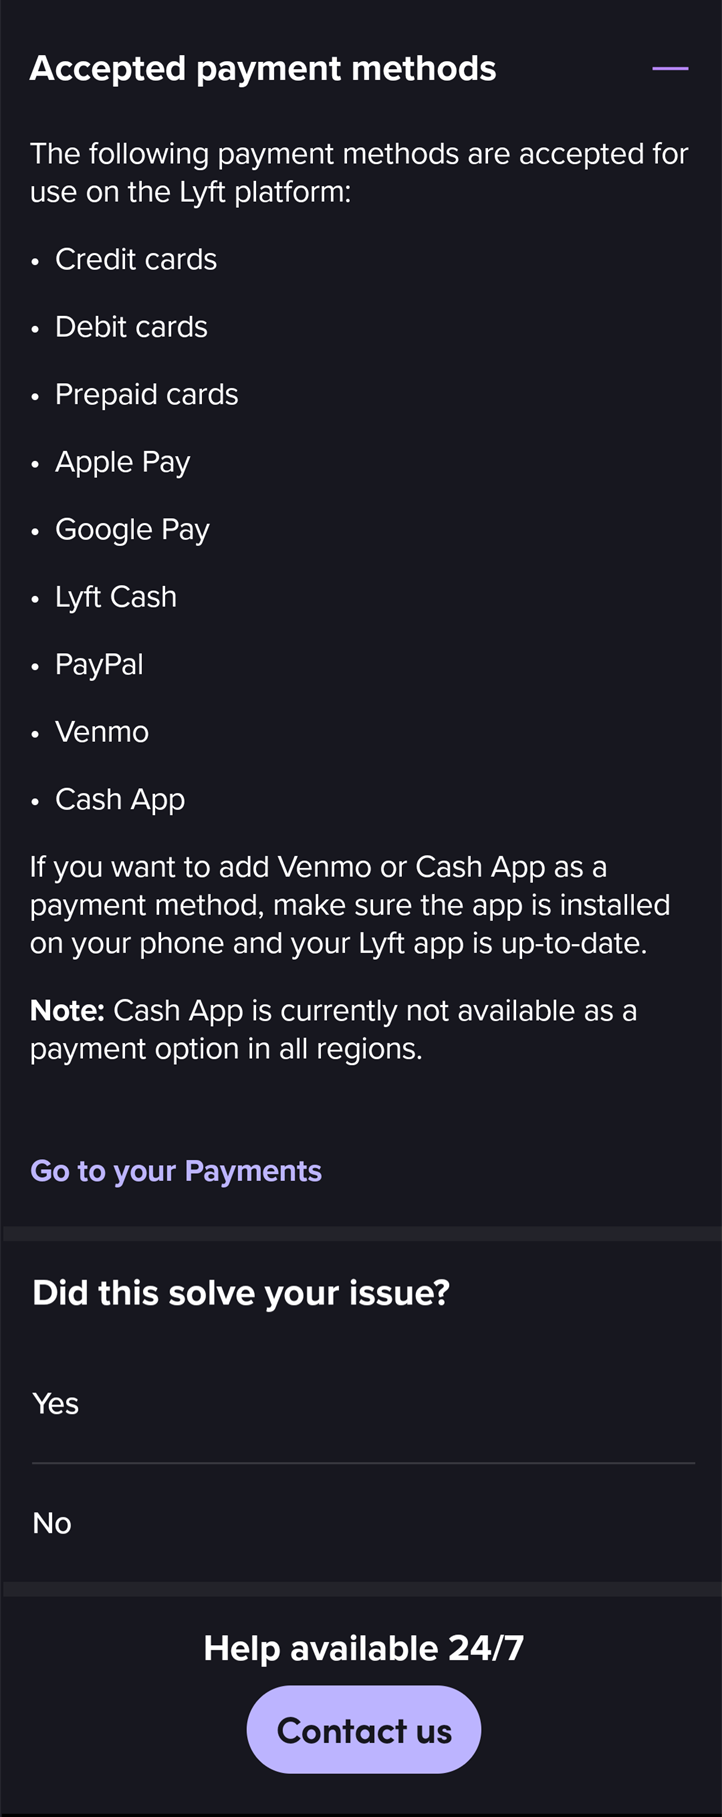 Accepted payment methods
The following payment methods are accepted for
use on the Lyft platform:
• Credit cards
• Debit cards
• Prepaid cards
• Apple Pay
• Google Pay
• Lyft Cash
• PayPal
• Venmo
• Cash App
If you want to add Venmo or Cash App as a
payment method, make sure the app is installed
on your phone and your Lyft app is up-to-date.
Note: Cash App is currently not available as a
payment option in all regions.
Go to your Payments
Did this solve your issue?
Yes
No
Help available 24/7
Contact us